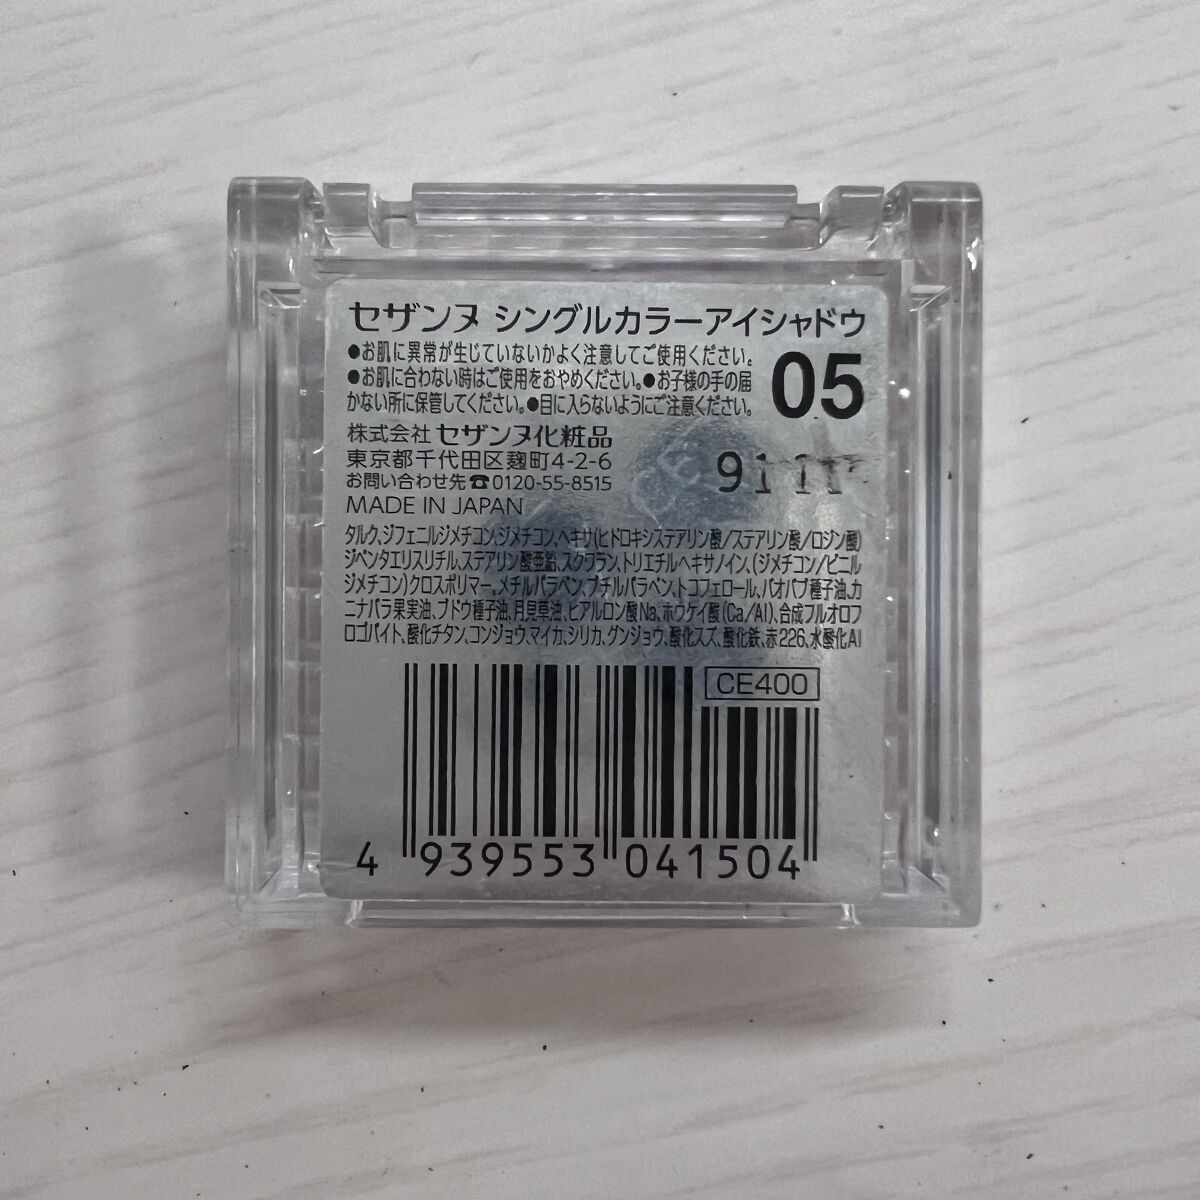 セザンヌ シングルカラーアイシャドウ
●お肌に異常が生じていないかよく注意してご使用ください。
●お肌に合わない時はご使用をおやめください。●お子様の手の届
かない所に保管してください。●目に入らないようにご注意ください。
05
株式会社 セザンヌ化粧品
東京都千代田区麹町4-2-6
お問い合わせ先☎0120-55-8515
MADE IN JAPAN
タルク、ジフェニルジメチコン、ジメチコン、ヘキサ(ヒドロキシステアリン酸/ステアリン酸/ロジン酸)
ジペンタエリスリチル、ステアリン酸亜鉛、スクワラン、トリエチルヘキサノイン、(ジメチコン/ビニル
ジメチコン)クロスポリマー、メチルパラベン、ブチルパラベン、トコフェロール、バオバブ種子油、カ
ニナバラ果実油、ブドウ種子油、月見草油、ヒアルロン酸Na、ホウケイ酸(Ca/Al)、合成フルオロフ
ロゴパイト、酸化チタン、コンジョウ、マイカ、シリカ、グンジョウ、酸化スズ、酸化鉄、赤226、水酸化Al
CE400
4 939553 041504